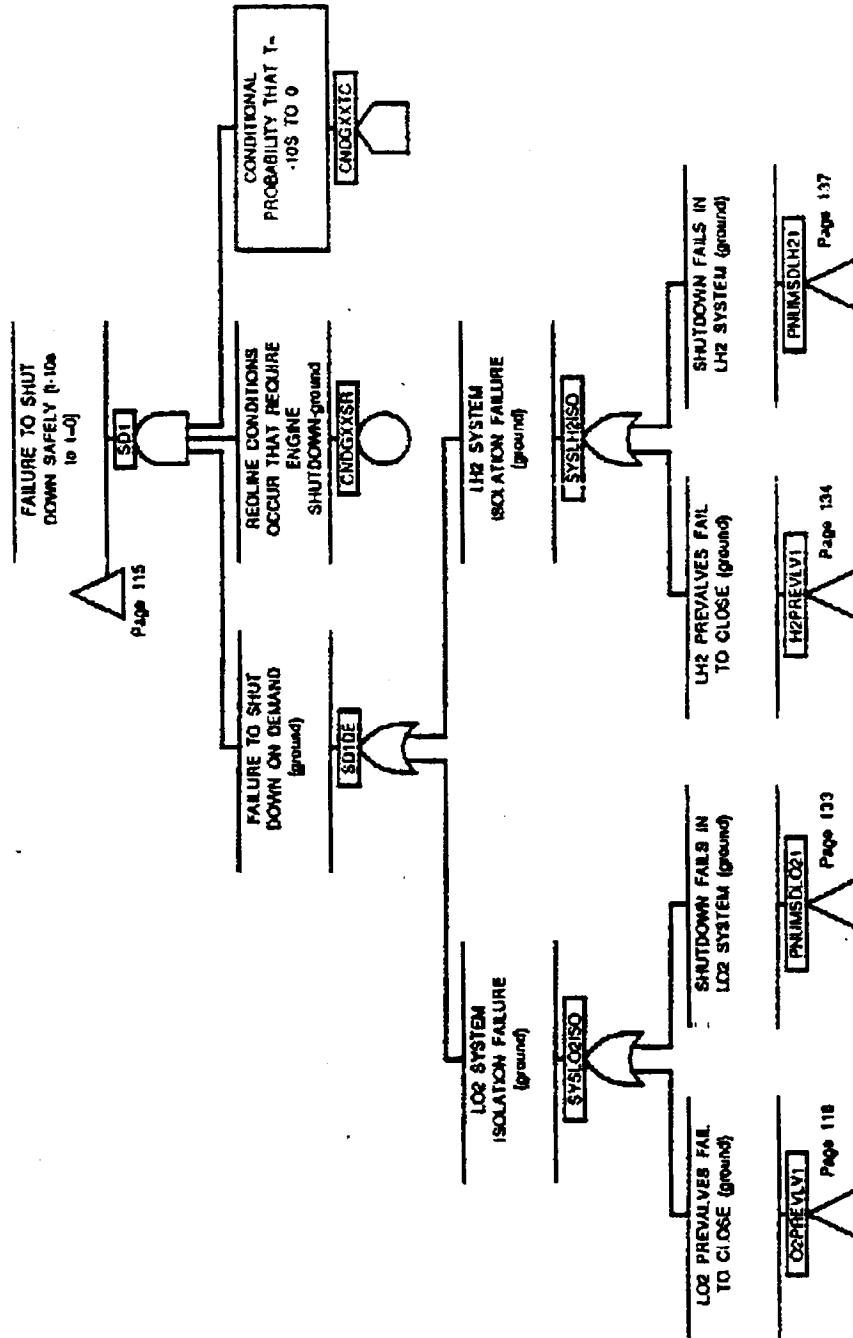 FAILURE TO SHUT
DOWN SAFELY [t-10s
to t=0]
SD1
Page 115
FAILURE TO SHUT
DOWN ON DEMAND
(ground)
SD1DE
REDLINE CONDITIONS
OCCUR THAT REQUIRE
ENGINE
SHUTDOWN-ground
CNDGXXSR
CONDITIONAL
PROBABILITY THAT T=
-10S TO 0
CNDGXXTC
LO2 SYSTEM
ISOLATION FAILURE
(ground)
SYSLO2ISO
LH2 SYSTEM
ISOLATION FAILURE
(ground)
SYSLH2ISO
LO2 PREVALVES FAIL
TO CLOSE (ground)
O2PREVLV1
Page 118
SHUTDOWN FAILS IN
LO2 SYSTEM (ground)
PNUMSDLO21
Page 133
LH2 PREVALVES FAIL
TO CLOSE (ground)
H2PREVLV1
Page 134
SHUTDOWN FAILS IN
LH2 SYSTEM (ground)
PNUMSDLH21
Page 137